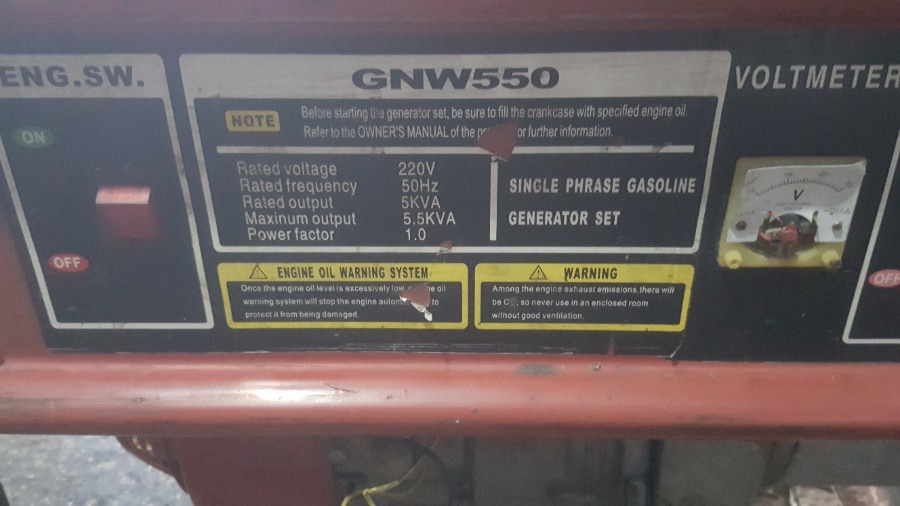 ENG.SW.
ON
OFF
GNW550
NOTE
Before starting the generator set, be sure to fill the crankcase with specified engine oil.
Refer to the OWNER'S MANUAL of the or further information.
Rated voltage 220V
Rated frequency 50Hz
Rated output 5KVA
Maximum output 5.5KVA
Power factor 1.0
SINGLE PHRASE GASOLINE
GENERATOR SET
ENGINE OIL WARNING SYSTEM
Once the engine oil level is excessively low, oil
warning system will stop the engine to
protect it from being damaged.
WARNING
Among the engine exhaust emissions,there will
be so never use in an enclosed room
without good ventilation.
VOLTMETER
V
OFF